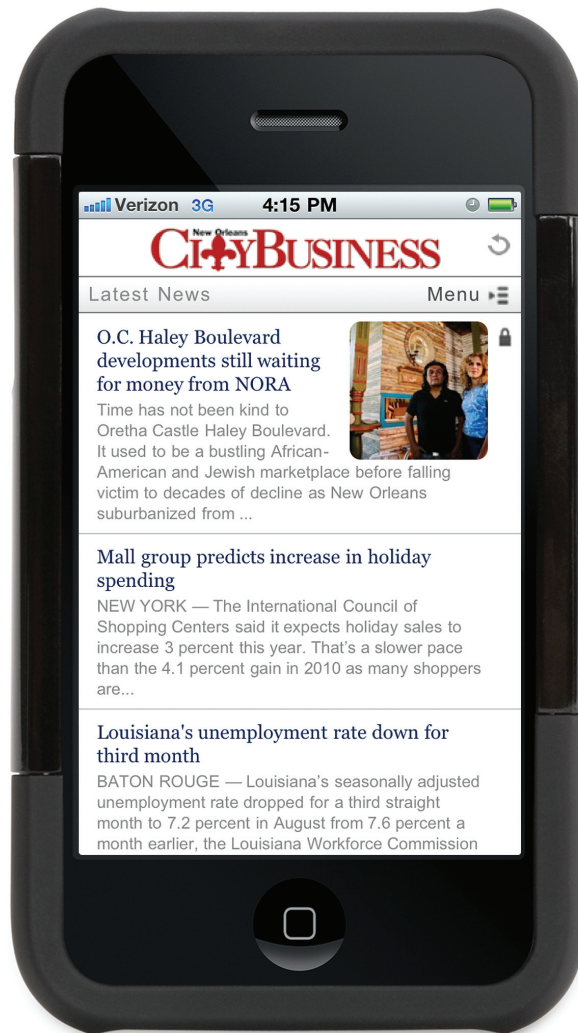 Verizon 3G 4:15 PM
New Orleans
CITYBUSINESS
Latest News Menu
O.C. Haley Boulevard
developments still waiting
for money from NORA
Time has not been kind to
Oretha Castle Haley Boulevard.
It used to be a bustling African-
American and Jewish marketplace before falling
victim to decades of decline as New Orleans
suburbanized from ...
Mall group predicts increase in holiday
spending
NEW YORK — The International Council of
Shopping Centers said it expects holiday sales to
increase 3 percent this year. That’s a slower pace
than the 4.1 percent gain in 2010 as many shoppers
are...
Louisiana's unemployment rate down for
third month
BATON ROUGE — Louisiana’s seasonally adjusted
unemployment rate dropped for a third straight
month to 7.2 percent in August from 7.6 percent a
month earlier, the Louisiana Workforce Commission